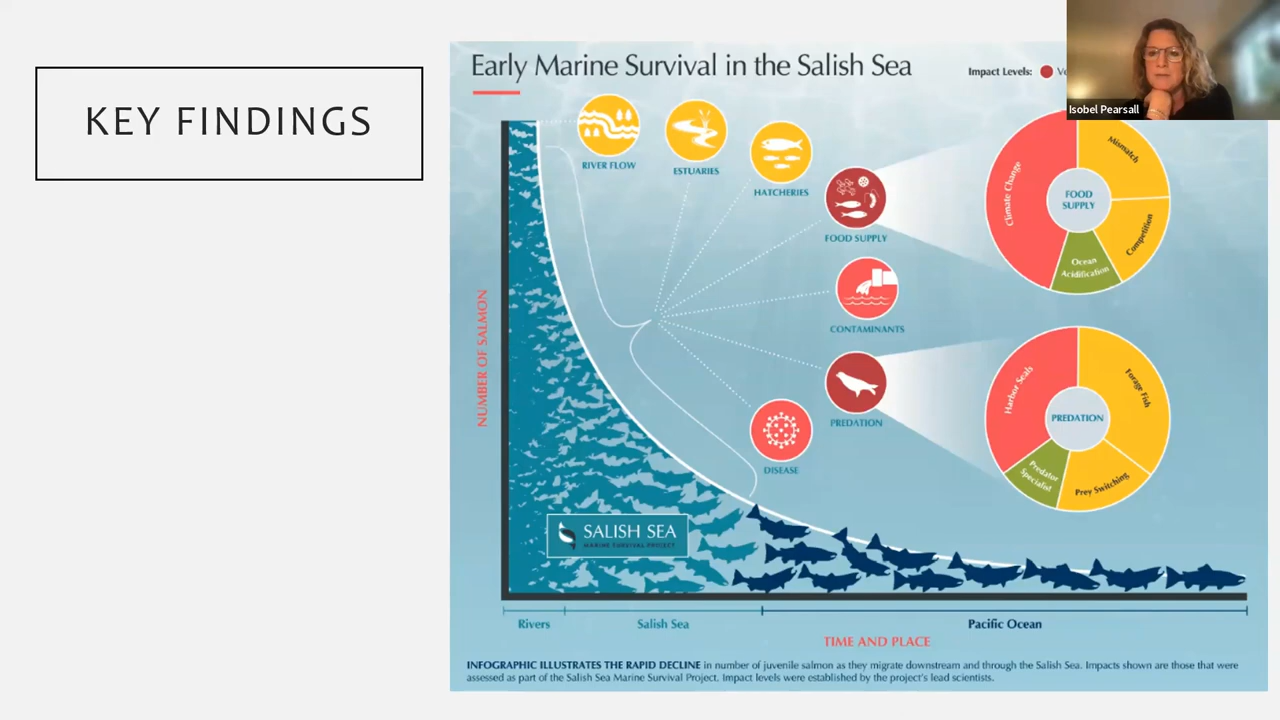 KEY FINDINGS
Early Marine Survival in the Salish Sea
Impact Levels:
Isobel Pearsall
RIVER FLOW
ESTUARIES
HATCHERIES
FOOD SUPPLY
CONTAMINANTS
PREDATION
DISEASE
Climate Change
Mismatch
Competition
Ocean
Acidification
FOOD
SUPPLY
Harbor Seals
Forage Fish
Prey Switching
Predator
Specialist
PREDATION
NUMBER OF SALMON
SALISH SEA
MARINE SURVIVAL PROJECT
Rivers
Salish Sea
Pacific Ocean
TIME AND PLACE
INFOGRAPHIC ILLUSTRATES THE RAPID DECLINE in number of juvenile salmon as they migrate downstream and through the Salish Sea. Impacts shown are those that were
assessed as part of the Salish Sea Marine Survival Project. Impact levels were established by the project's lead scientists.